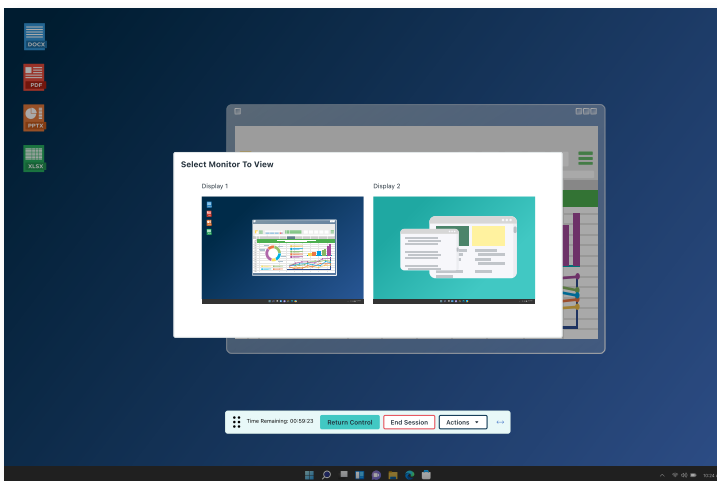 DOCX
PDF
PPTX
XLSX
Select Monitor To View
Display 1
Display 2
Time Remaining: 00:59:23
Return Control
End Session
Actions